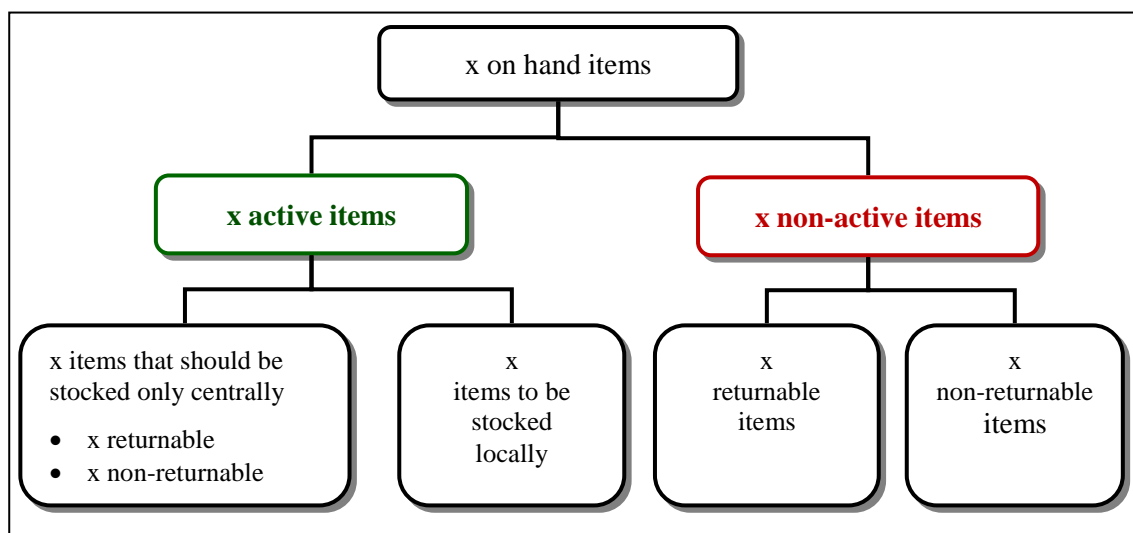 x on hand items
x active items
x non-active items
x items that should be
stocked only centrally
• x returnable
• x non-returnable
x
items to be
stocked
locally
x
returnable
items
x
non-returnable
items